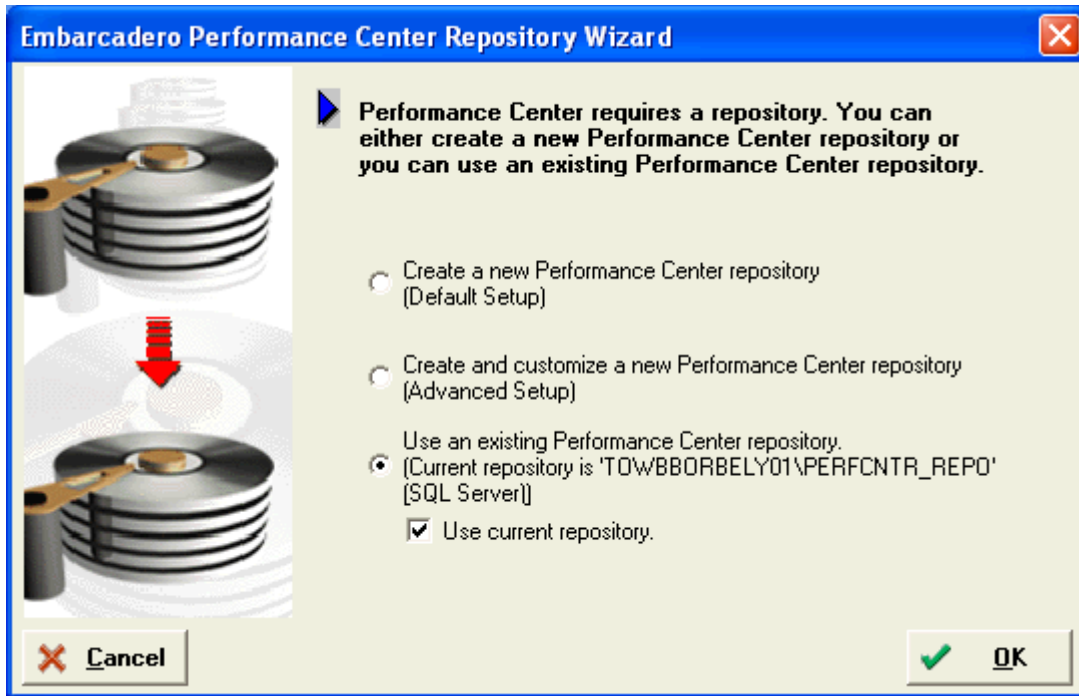 Embarcadero Performance Center Repository Wizard
Performance Center requires a repository. You can
either create a new Performance Center repository or
you can use an existing Performance Center repository.
Create a new Performance Center repository
(Default Setup)
Create and customize a new Performance Center repository
(Advanced Setup)
Use an existing Performance Center repository.
(Current repository is 'TOWBBORBELY01\PERFCNTR_REPO'
(SQL Server))
Use current repository.
Cancel
OK